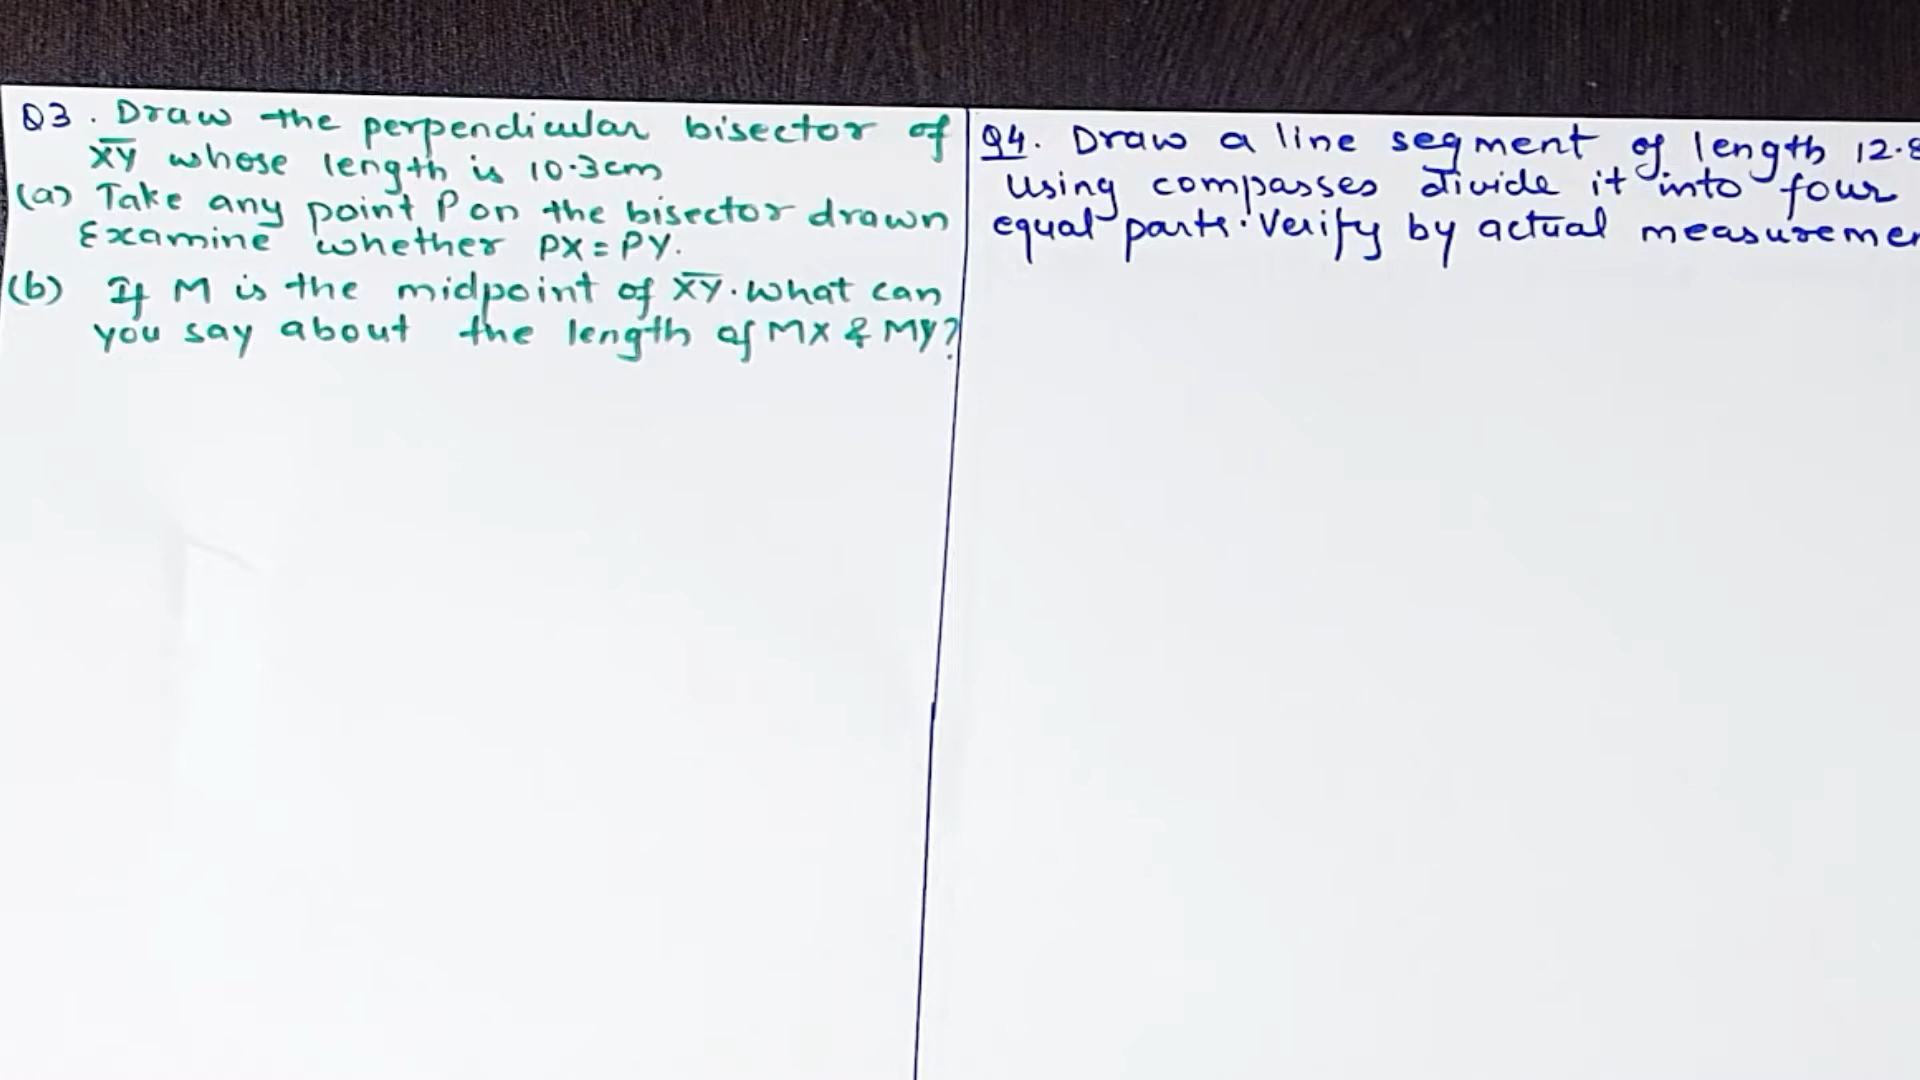 Q3. Draw the perpendicular bisector of
XY whose length is 10.3cm
(a) Take any point P on the bisector drawn
Examine whether PX = PY.
(b) If M is the midpoint of XY. What can
you say about the length of MX & MY?
Q4. Draw a line segment of length 12.8
Using compasses divide it into four
equal parts. Verify by actual